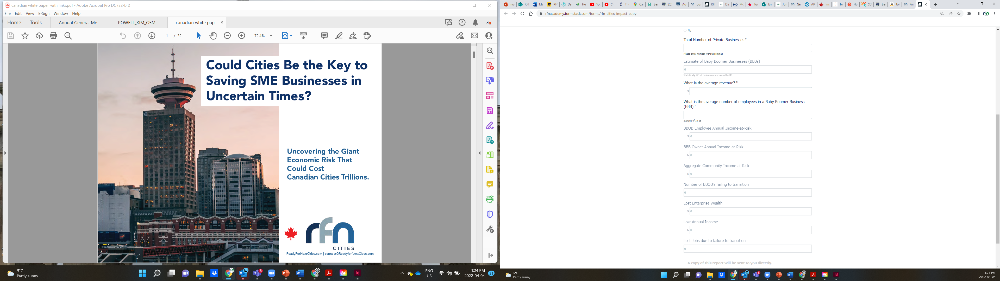 canadian white paper_with links.pdf - Adobe Acrobat Pro DC (32-bit)
File Edit View E-Sign Window Help
Home Tools Annual General Me... POWELL_KIM_G5M... canadian white pap... ×
1 / 32 72.4%
Could Cities Be the Key to
Saving SME Businesses in
Uncertain Times?
Uncovering the Giant
Economic Risk That
Could Cost
Canadian Cities Trillions.
rfn
CITIES
ReadyForNextCities.com | connect@ReadyforNextCities.com
5°C
Partly sunny
ENG
US
1:24 PM
2022-04-04
31
rfnacademy.formstack.com/forms/rfn_cities_impact_copy
No
Total Number of Private Businesses*
Please enter number without commas
Estimate of Baby Boomer Businesses (BBBs)
0
Statistically 2/3 of businesses are owned by BB
What is the average revenue?*
$
What is the average number of employees in a Baby Boomer Business
(BBB)*
average of 10-25
BBOB Employee Annual Income-at-Risk
$ 0
BBB Owner Annual Income-at-Risk
$ 0
Aggregate Community Income-at-Risk
$ 0
Number of BBOB's failing to transition
0
Lost Enterprise Wealth
$ 0
Lost Annual Income
$ 0
Lost Jobs due to failure to transition
0
A copy of this report will be sent to you directly.
5°C
Partly sunny
1:24 PM
2022-04-04